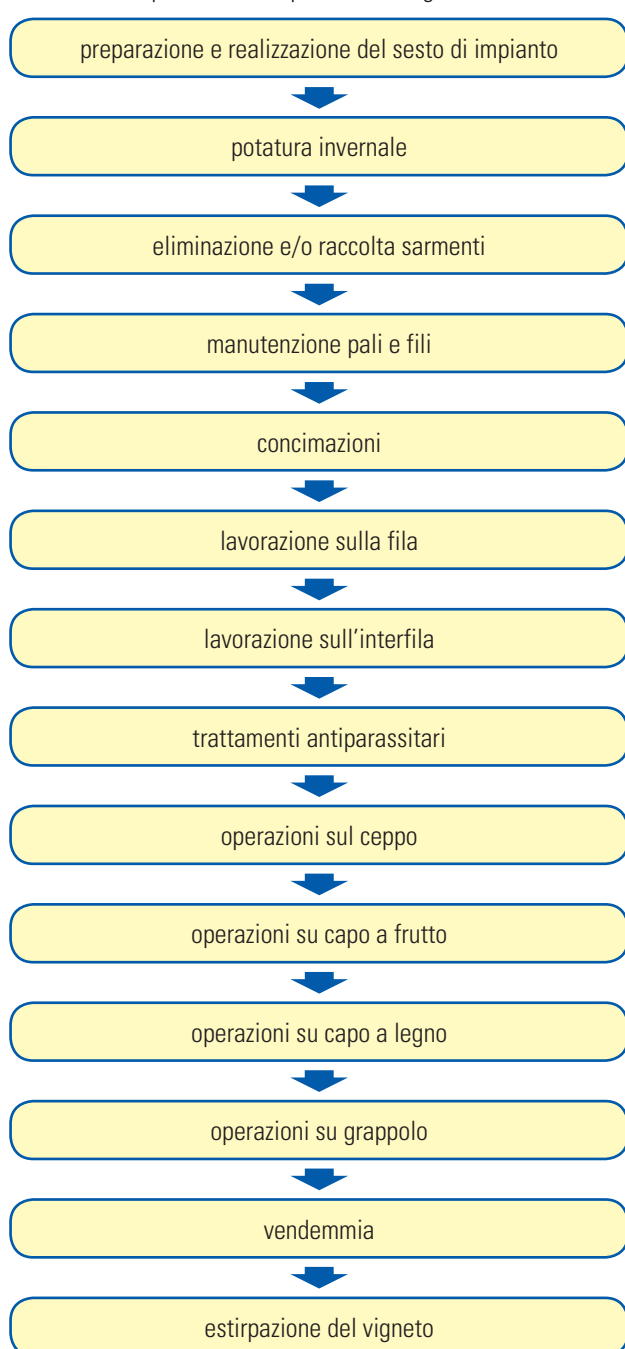 preparazione e realizzazione del sesto di impianto
potatura invernale
eliminazione e/o raccolta sarmenti
manutenzione pali e fili
concimazioni
lavorazione sulla fila
lavorazione sull’interfila
trattamenti antiparassitari
operazioni sul ceppo
operazioni su capo a frutto
operazioni su capo a legno
operazioni su grappolo
vendemmia
estirpazione del vigneto